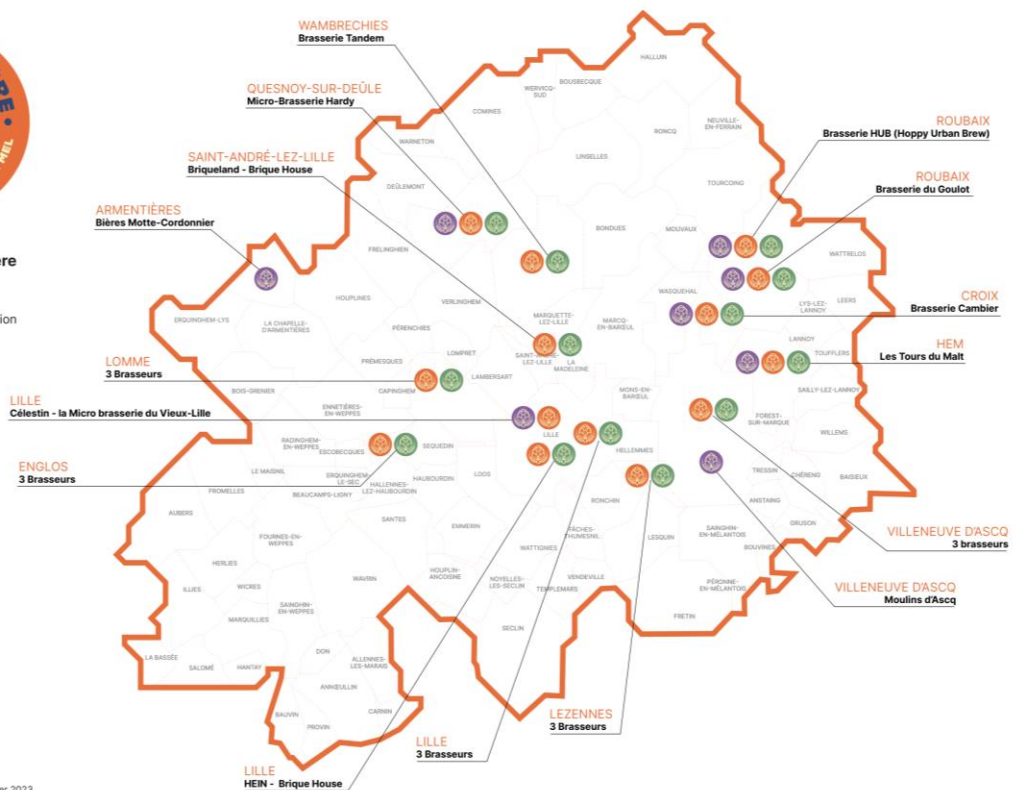 WAMBRECHIES
Brasserie Tandem
QUESNOY-SUR-DEÛLE
Micro-Brasserie Hardy
SAINT-ANDRÉ-LEZ-LILLE
Briqueland - Brique House
ARMENTIÈRES
Bières Motte-Cordonnier
LOMME
3 Brasseurs
LILLE
Célestin - la Micro brasserie du Vieux-Lille
ENGLOS
3 Brasseurs
LILLE
HEIN - Brique House
LILLE
3 Brasseurs
LEZENNES
3 Brasseurs
ROUBAIX
Brasserie HUB (Hoppy Urban Brew)
ROUBAIX
Brasserie du Goulot
CROIX
Brasserie Cambier
HEM
Les Tours du Malt
VILLENEUVE D'ASCQ
3 brasseurs
VILLENEUVE D'ASCQ
Moulins d'Ascq
MEL
HALLUIN
BOUSBECQUE
WERVICQ-
SUD
COMINES
RONCQ
NEUVILLE-
EN-FERRAIN
WARNETON
LINSELLES
DEÛLEMONT
TOURCOING
BONDUES
MOUVAUX
FRELINGHIEN
WATTRELOS
WASQUEHAL
HOUPLINES
VERLINGHEM
LYS-LEZ-
LANNOY
LEERS
ERQUINGHEM-LYS
LA CHAPELLE-
D'ARMENTIÈRES
PÉRENCHIES
MARQUETTE-
LEZ-LILLE
MARCQ-
EN-BARŒUL
LANNOY
TOUFFLERS
PRÉMESQUES
LOMPRET
SAINT-ANDRÉ-
LEZ-LILLE
LA
MADELEINE
LAMBERSART
CAPINGHEM
BOIS-GRENIER
MONS-EN-
BARŒUL
SAILLY-LEZ-LANNOY
ENNETIÈRES-
EN-WEPPES
FOREST-
SUR-MARQUE
WILLEMS
LILLE
RADINGHEM-
EN-WEPPES
ESCOBECQUES
SEQUEDIN
HELLEMMES
LE MAISNIL
ERQUINGHEM-
LE-SEC
HALLENNES-
LEZ-HAUBOURDIN
HAUBOURDIN
LOOS
TRESSIN
CHÉRENG
BAISIEUX
FROMELLES
BEAUCAMPS-LIGNY
RONCHIN
ANSTAING
AUBERS
SANTES
EMMERIN
FÂCHES-
THUMESNIL
LESQUIN
SAINGHIN-
EN-MÉLANTOIS
GRUSON
BOUVINES
FOURNES-EN-
WEPPES
WATTIGNIES
HERLIES
HOUPLIN-
ANCOISNE
NOYELLES-
LES-SECLIN
TEMPLEMARS
VENDEVILLE
PÉRONNE-
EN-MÉLANTOIS
ILLIES
WICRES
WAVRIN
SAINGHIN-
EN-WEPPES
MARQUILLIES
FRETIN
SECLIN
LA BASSÉE
SALOMÉ
HANTAY
DON
ALLENNES-
LES-MARAIS
ANNŒULLIN
BAUVIN
PROVIN
CARNIN
2023